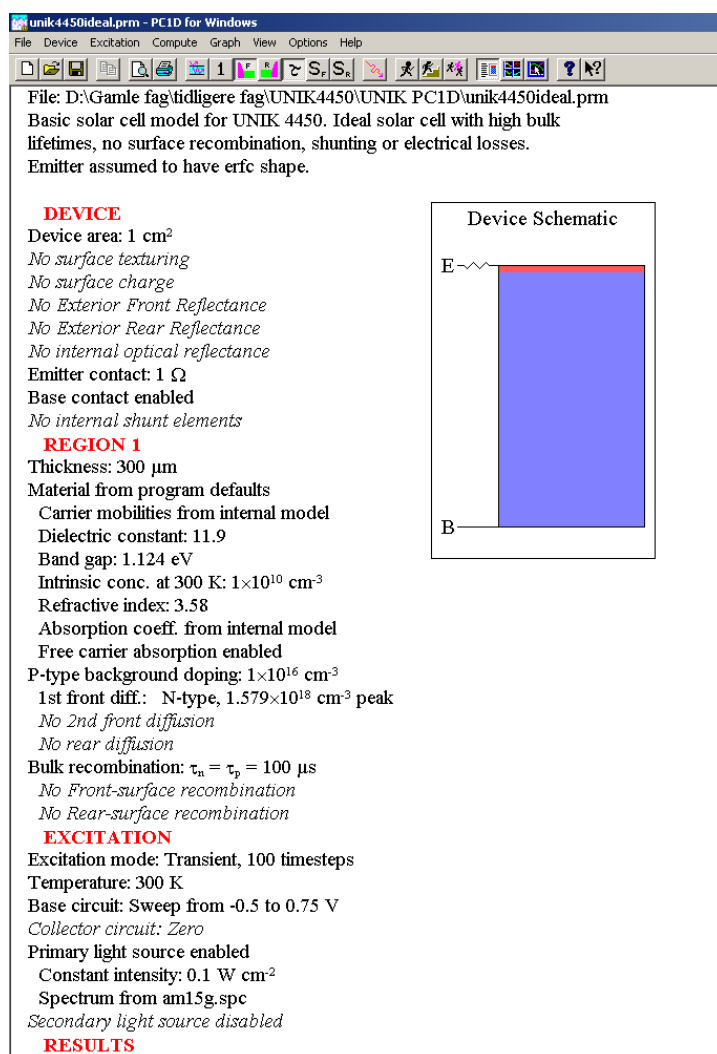 unik4450ideal.prm - PC1D for Windows
File Device Excitation Compute Graph View Options Help
1 F R τ S_F S_R ? ?
File: D:\Gamle fag\tidligere fag\UNIK4450\UNIK PC1D\unik4450ideal.prm
Basic solar cell model for UNIK 4450. Ideal solar cell with high bulk
lifetimes, no surface recombination, shunting or electrical losses.
Emitter assumed to have erfc shape.
DEVICE
Device area: 1 cm²
No surface texturing
No surface charge
No Exterior Front Reflectance
No Exterior Rear Reflectance
No internal optical reflectance
Emitter contact: 1 Ω
Base contact enabled
No internal shunt elements
REGION 1
Thickness: 300 µm
Material from program defaults
Carrier mobilities from internal model
Dielectric constant: 11.9
Band gap: 1.124 eV
Intrinsic conc. at 300 K: 1×10¹⁰ cm⁻³
Refractive index: 3.58
Absorption coeff. from internal model
Free carrier absorption enabled
P-type background doping: 1×10¹⁶ cm⁻³
1st front diff.: N-type, 1.579×10¹⁸ cm⁻³ peak
No 2nd front diffusion
No rear diffusion
Bulk recombination: τₙ = τₚ = 100 µs
No Front-surface recombination
No Rear-surface recombination
EXCITATION
Excitation mode: Transient, 100 timesteps
Temperature: 300 K
Base circuit: Sweep from -0.5 to 0.75 V
Collector circuit: Zero
Primary light source enabled
Constant intensity: 0.1 W cm⁻²
Spectrum from am15g.spc
Secondary light source disabled
RESULTS
Device Schematic
E
B